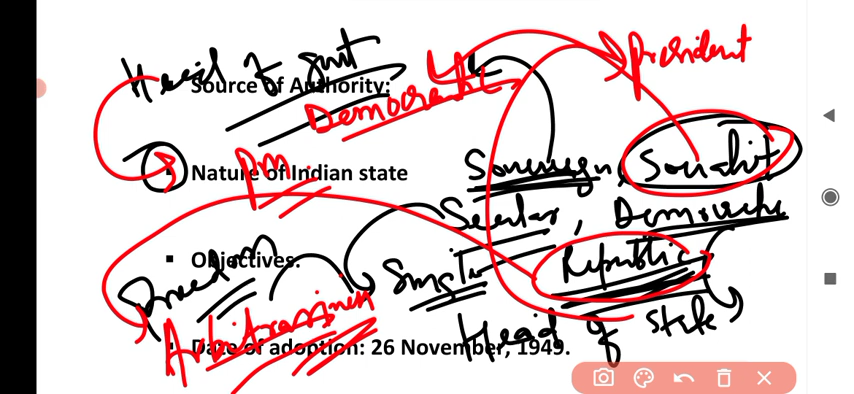 Head of Govt
President
Source of Authority:
Democratic
Sovereign, Socialist
Pm.
Nature of Indian state
Secular, Democratic
Freedom
Objectives:
Republic
Head of State
Date of adoption: 26 November, 1949.